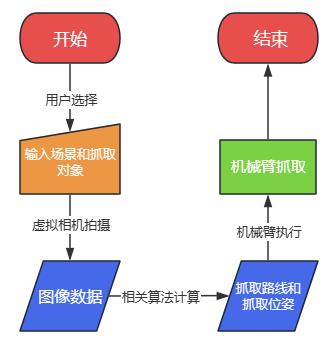 开始
用户选择
输入场景和抓取
对象
虚拟相机拍摄
图像数据
相关算法计算
抓取路线和
抓取位姿
机械臂执行
机械臂抓取
结束